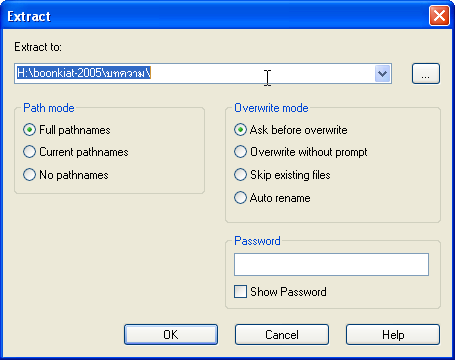 Extract
Extract to:
H:\boonkiat-2005\บทความ\
...
Path mode
Full pathnames
Current pathnames
No pathnames
Overwrite mode
Ask before overwrite
Overwrite without prompt
Skip existing files
Auto rename
Password
Show Password
OK
Cancel
Help